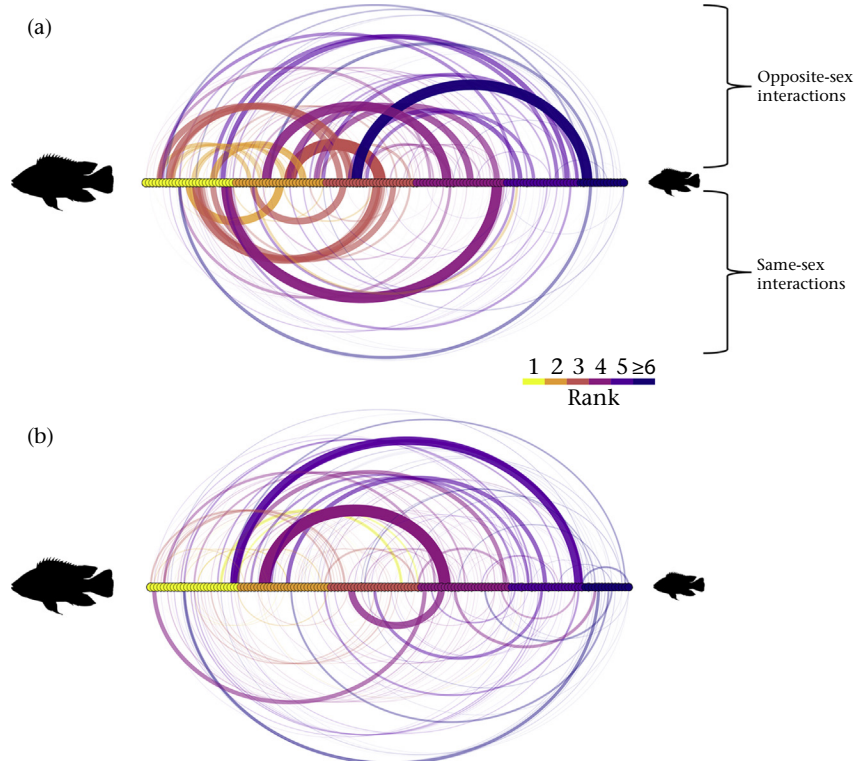 (a)
Opposite-sex
interactions
Same-sex
interactions
1 2 3 4 5 ≥6
Rank
(b)